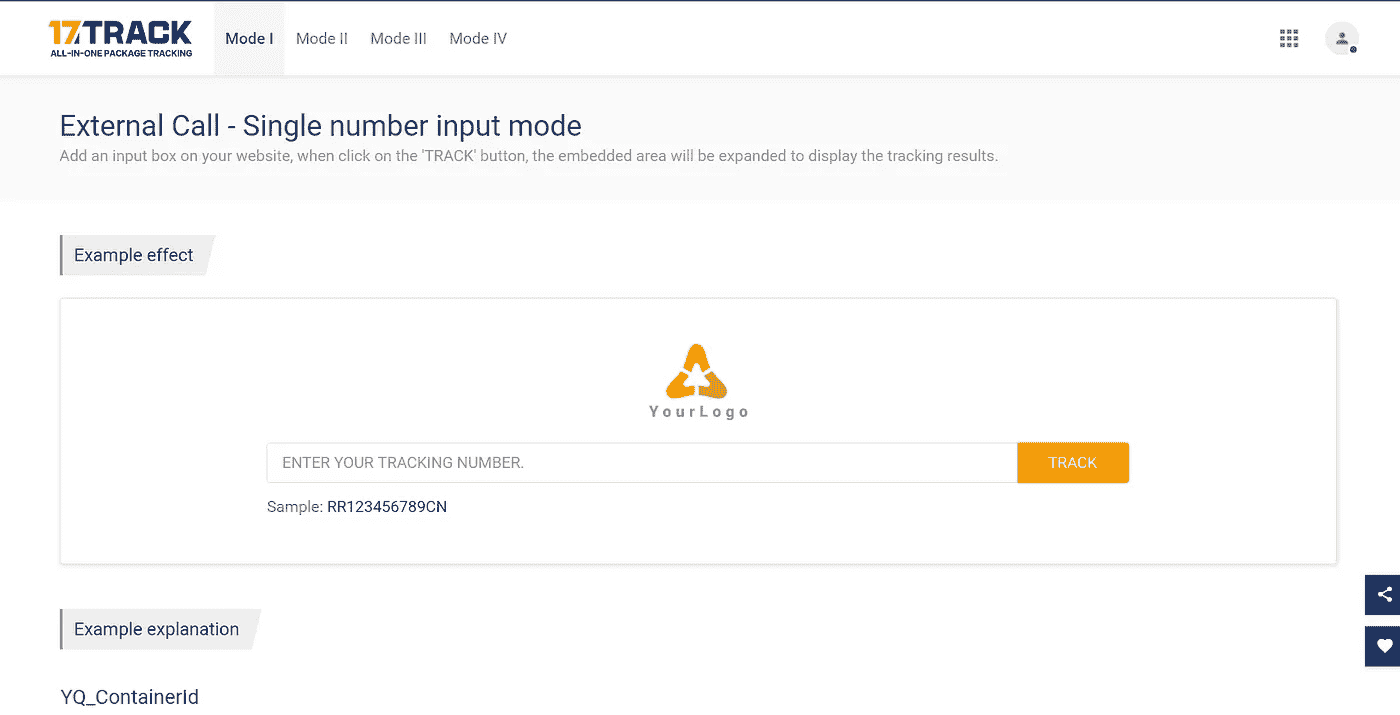 17TRACK
ALL-IN-ONE PACKAGE TRACKING
Mode I
Mode II
Mode III
Mode IV
External Call - Single number input mode
Add an input box on your website, when click on the 'TRACK' button, the embedded area will be expanded to display the tracking results.
Example effect
YourLogo
ENTER YOUR TRACKING NUMBER.
TRACK
Sample: RR123456789CN
Example explanation
YQ_ContainerId